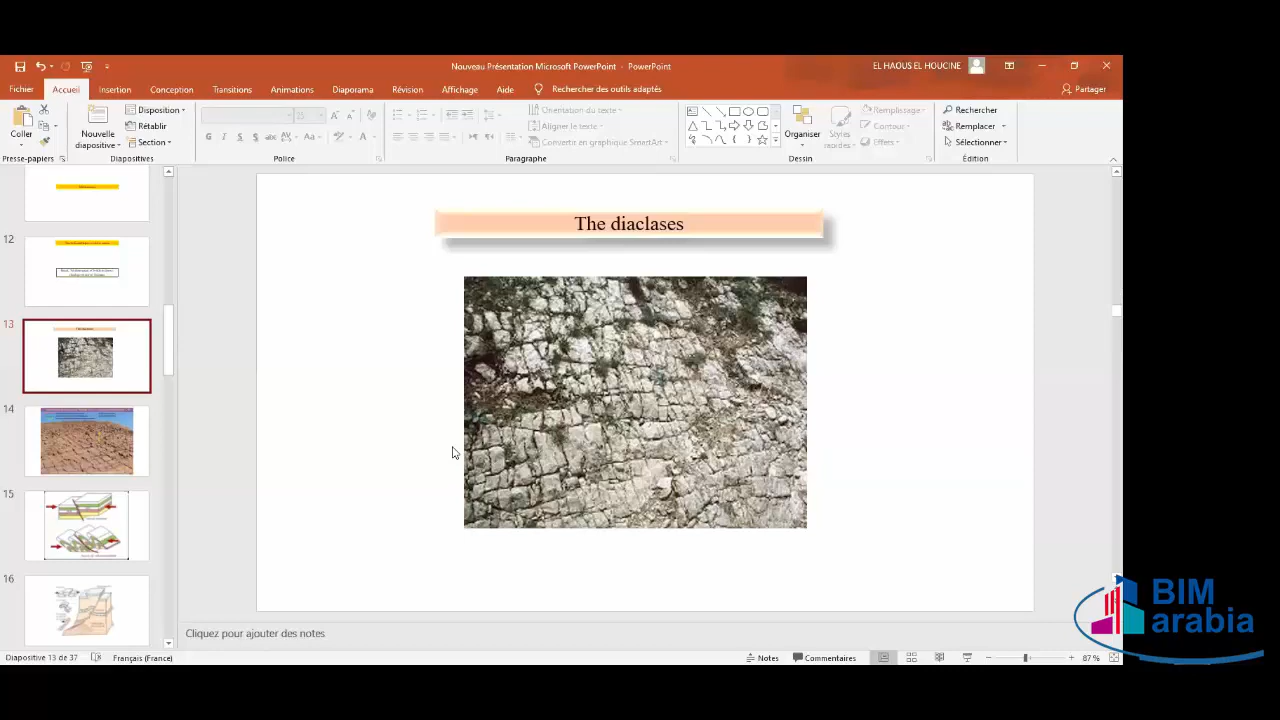 Nouveau Présentation Microsoft PowerPoint - PowerPoint
EL HAOUS EL HOUCINE
Fichier Accueil Insertion Conception Transitions Animations Diaporama Révision Affichage Aide Rechercher des outils adaptés Partager
Coller
Nouvelle diapositive
Disposition
Rétablir
Section
G I S S abc AV Aa A
Orientation du texte
Aligner le texte
Convertir en graphique SmartArt
Organiser
Styles rapides
Remplissage
Contour
Effets
Rechercher
Remplacer
Sélectionner
Presse-papiers Diapositives Police Paragraphe Dessin Édition
12
13
14
15
16
The diaclases
Cliquez pour ajouter des notes
Diapositive 13 de 37 Français (France) Notes Commentaires 87 %
BIM
arabia